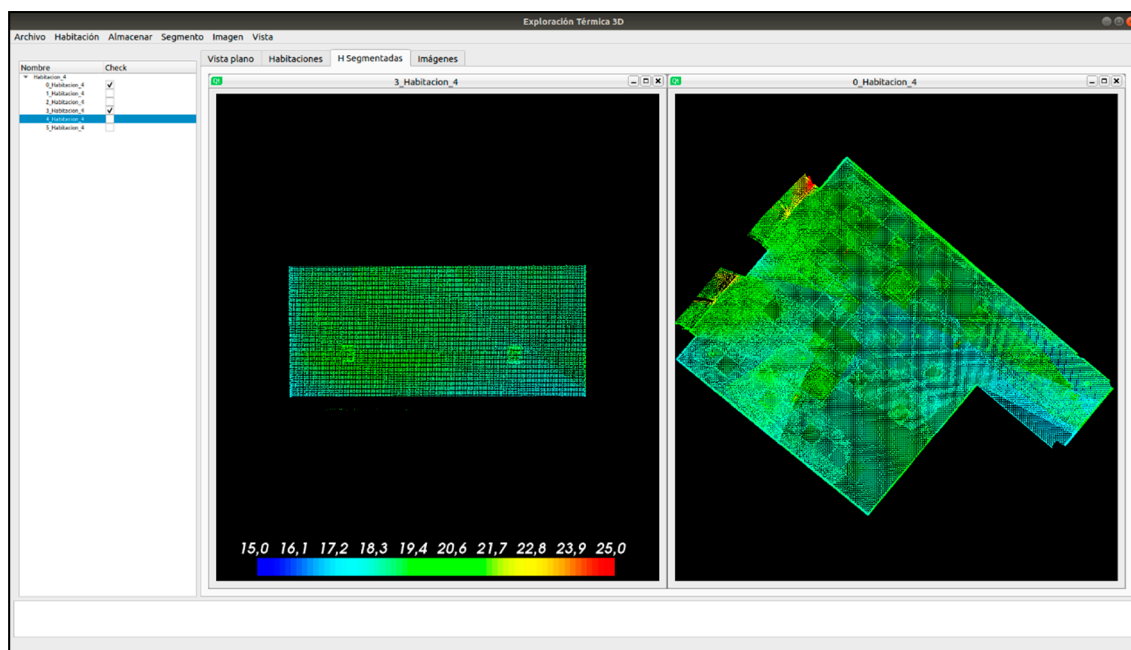 Exploración Térmica 3D
Archivo Habitación Almacenar Segmento Imagen Vista
Vista plano Habitaciones H Segmentadas Imágenes
Nombre Check
Habitacion_4
0_Habitacion_4
1_Habitacion_4
2_Habitacion_4
3_Habitacion_4
4_Habitacion_4
5_Habitacion_4
Qt 3_Habitacion_4
Qt 0_Habitacion_4
15,0 16,1 17,2 18,3 19,4 20,6 21,7 22,8 23,9 25,0